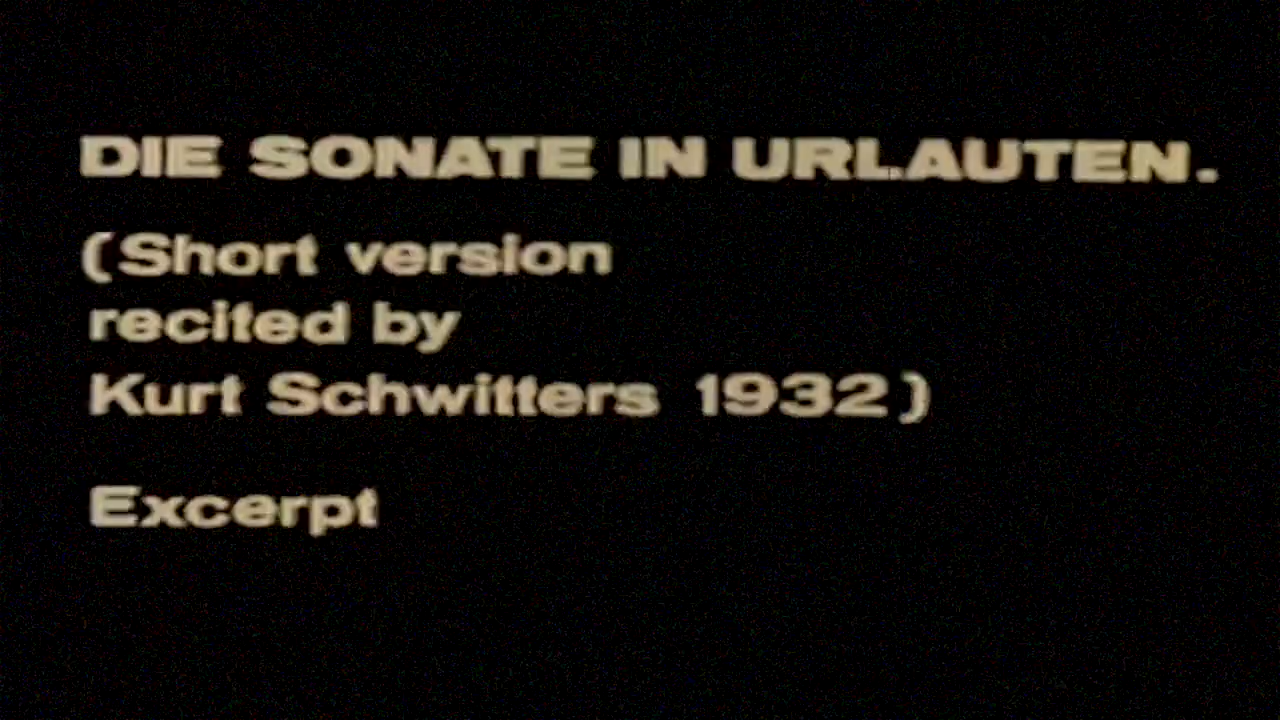 DIE SONATE IN URLAUTEN.
(Short version
recited by
Kurt Schwitters 1932)
Excerpt